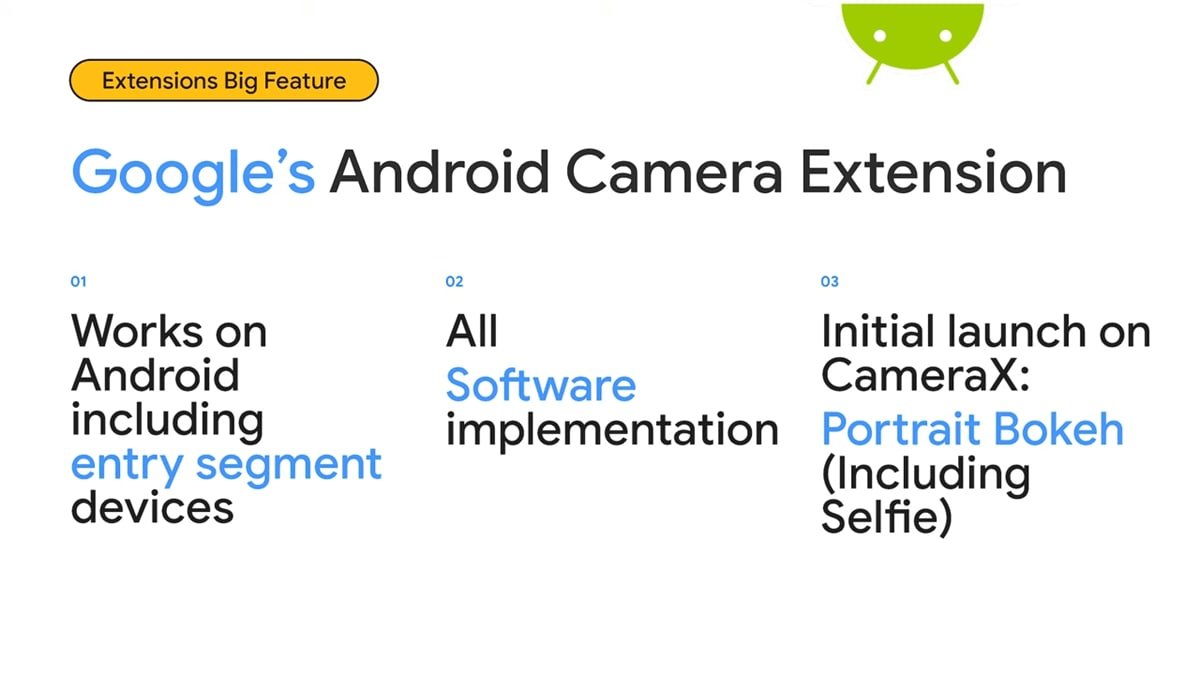 Extensions Big Feature
Google’s Android Camera Extension
01
Works on
Android
including
entry segment
devices
02
All
Software
implementation
03
Initial launch on
CameraX:
Portrait Bokeh
(Including
Selfie)